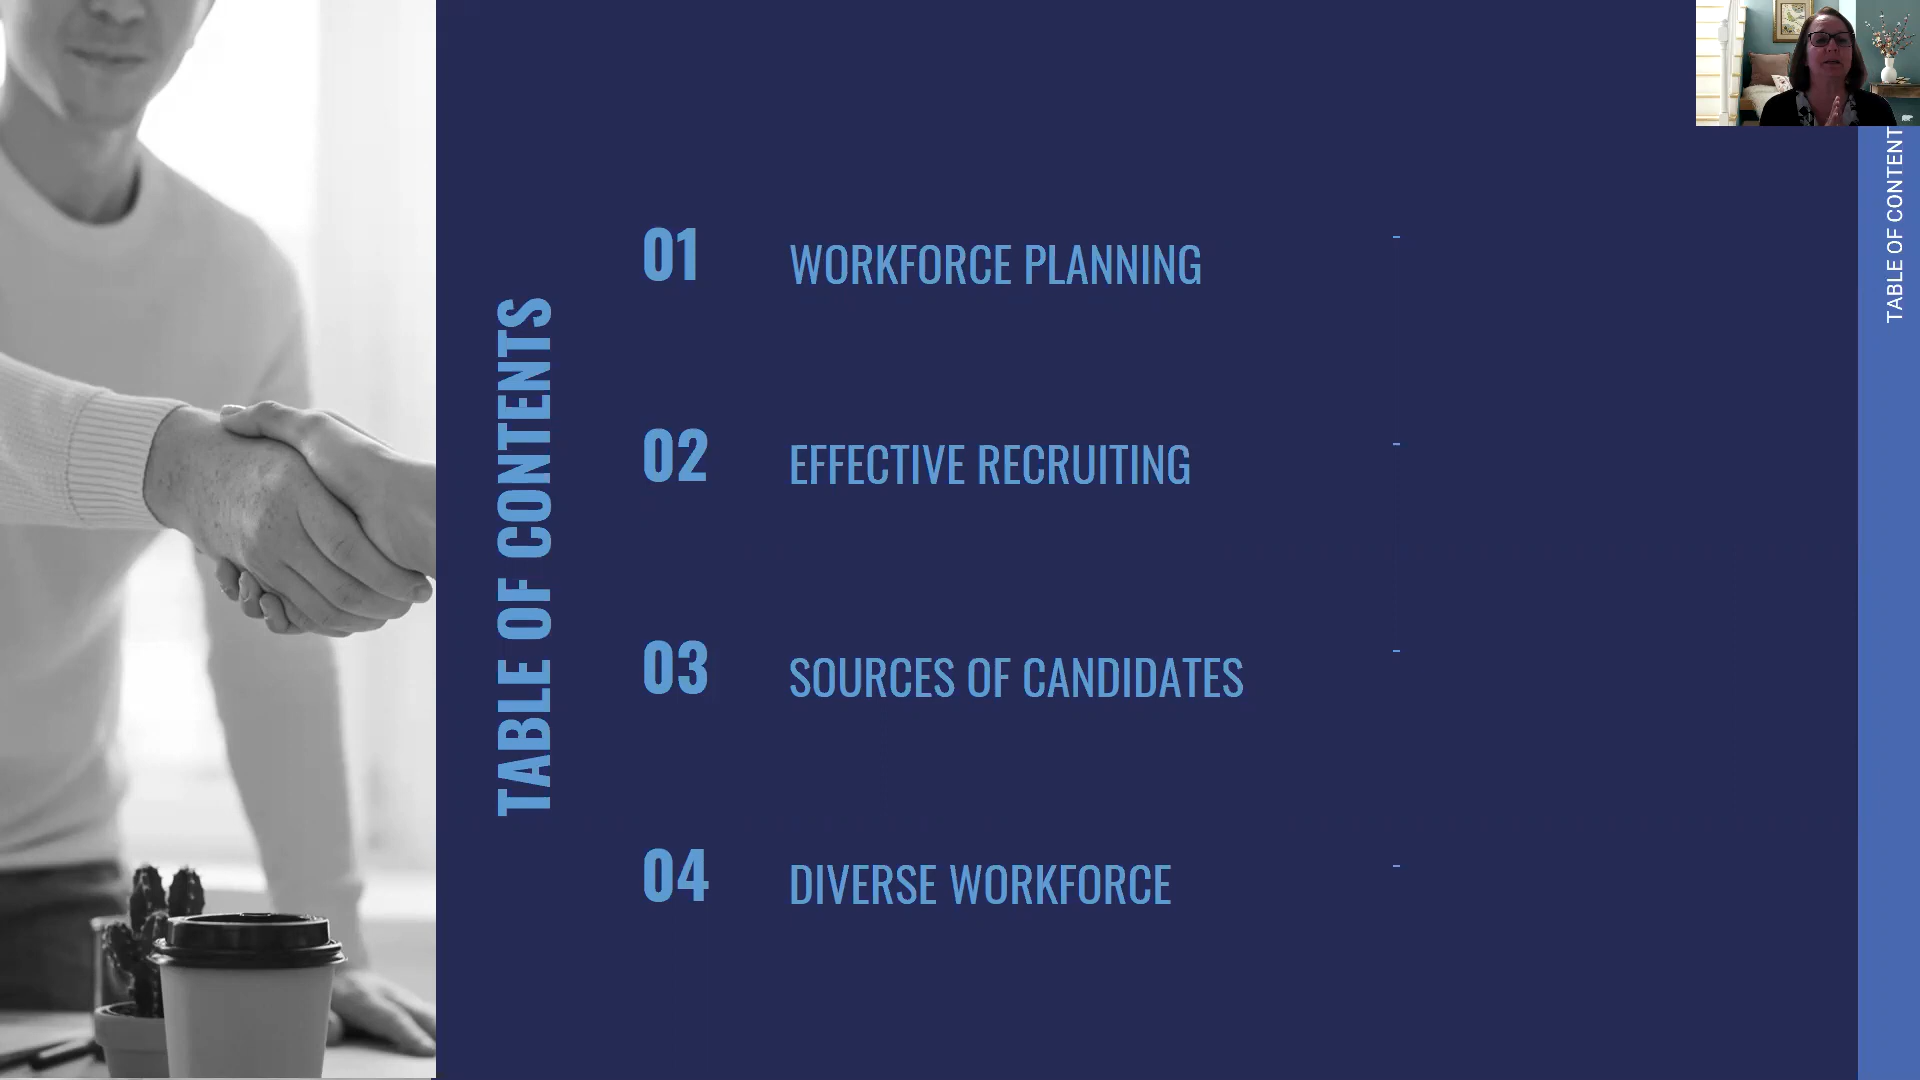 TABLE OF CONTENTS
01 WORKFORCE PLANNING -
02 EFFECTIVE RECRUITING -
03 SOURCES OF CANDIDATES -
04 DIVERSE WORKFORCE -
TABLE OF CONTENT